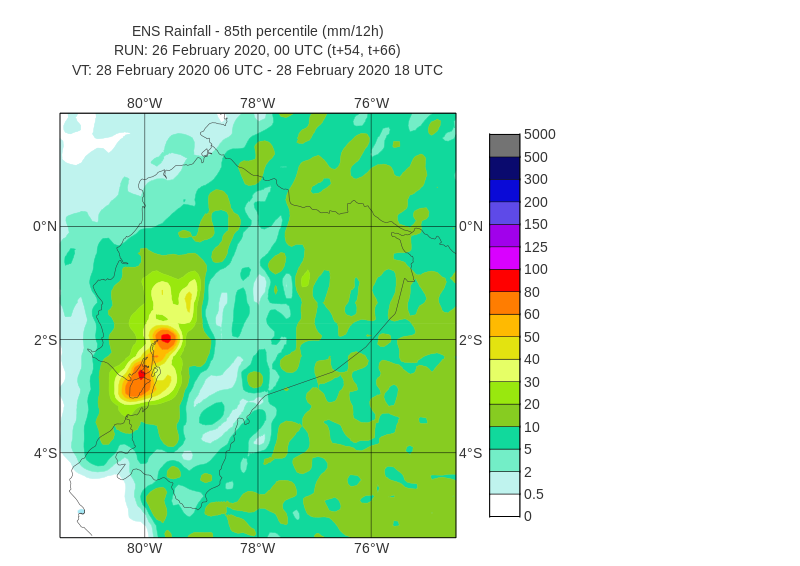 ENS Rainfall - 85th percentile (mm/12h)
RUN: 26 February 2020, 00 UTC (t+54, t+66)
VT: 28 February 2020 06 UTC - 28 February 2020 18 UTC
80°W 78°W 76°W
0°N 0°N
2°S 2°S
4°S 4°S
80°W 78°W 76°W
5000
500
300
200
150
125
100
80
60
50
40
30
20
10
5
2
0.5
0